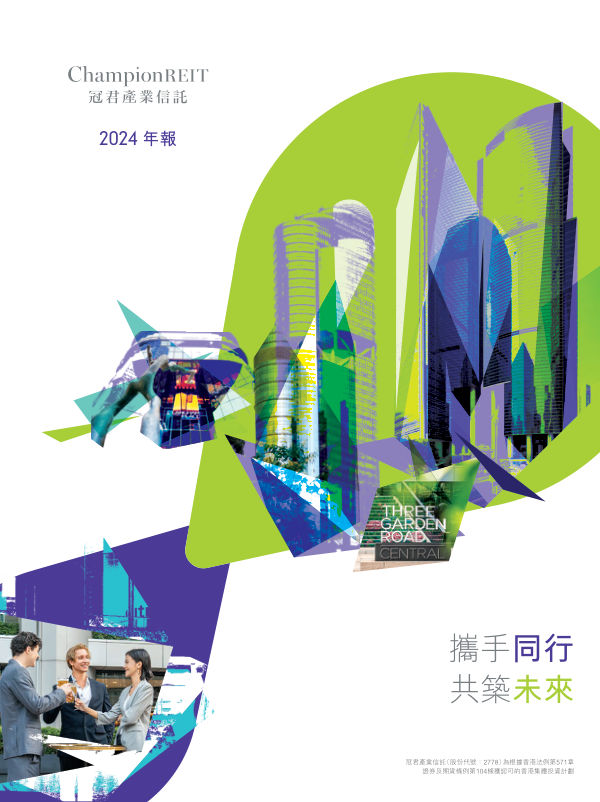 ChampionREIT
冠君產業信託
2024 年報
THREE
GARDEN
ROAD
CENTRAL
攜手同行
共築未來
冠君產業信託(股份代號：2778)為根據香港法例第571章
證券及期貨條例第104條獲認可的香港集體投資計劃